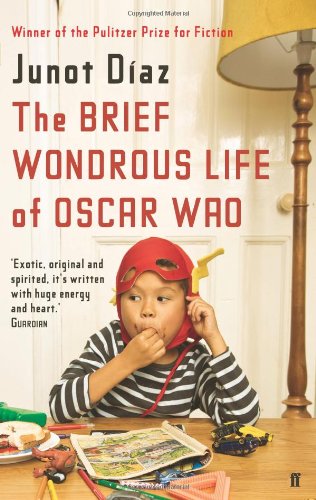 Winner of the Pulitzer Prize for Fiction
Junot Díaz
The BRIEF
WONDROUS LIFE
of OSCAR WAO
‘Exotic, original and
spirited, it’s written
with huge energy
and heart.’
GUARDIAN
ff